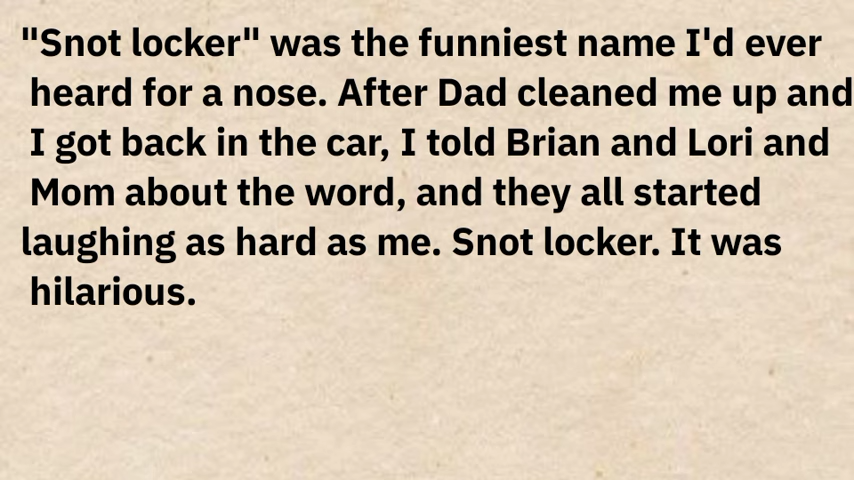 "Snot locker" was the funniest name I'd ever
heard for a nose. After Dad cleaned me up and
I got back in the car, I told Brian and Lori and
Mom about the word, and they all started
laughing as hard as me. Snot locker. It was
hilarious.